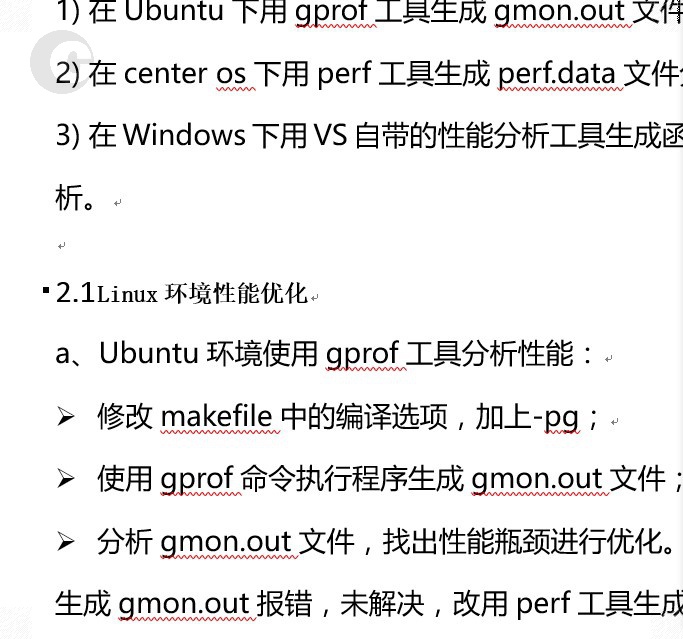 1) 在 Ubuntu 下用 gprof 工具生成 gmon.out 文件
2) 在 center os 下用 perf 工具生成 perf.data 文件
3) 在 Windows 下用 VS 自带的性能分析工具生成函
析。
2.1Linux 环境性能优化
a、Ubuntu 环境使用 gprof 工具分析性能：
➢ 修改 makefile 中的编译选项，加上-pg；
➢ 使用 gprof 命令执行程序生成 gmon.out 文件；
➢ 分析 gmon.out 文件，找出性能瓶颈进行优化。
生成 gmon.out 报错，未解决，改用 perf 工具生成